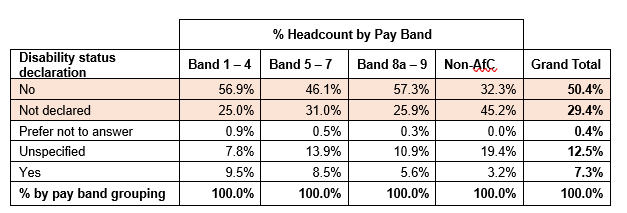 % Headcount by Pay Band
Disability status declaration Band 1 – 4 Band 5 – 7 Band 8a – 9 Non-AfC Grand Total
No 56.9% 46.1% 57.3% 32.3% 50.4%
Not declared 25.0% 31.0% 25.9% 45.2% 29.4%
Prefer not to answer 0.9% 0.5% 0.3% 0.0% 0.4%
Unspecified 7.8% 13.9% 10.9% 19.4% 12.5%
Yes 9.5% 8.5% 5.6% 3.2% 7.3%
% by pay band grouping 100.0% 100.0% 100.0% 100.0% 100.0%